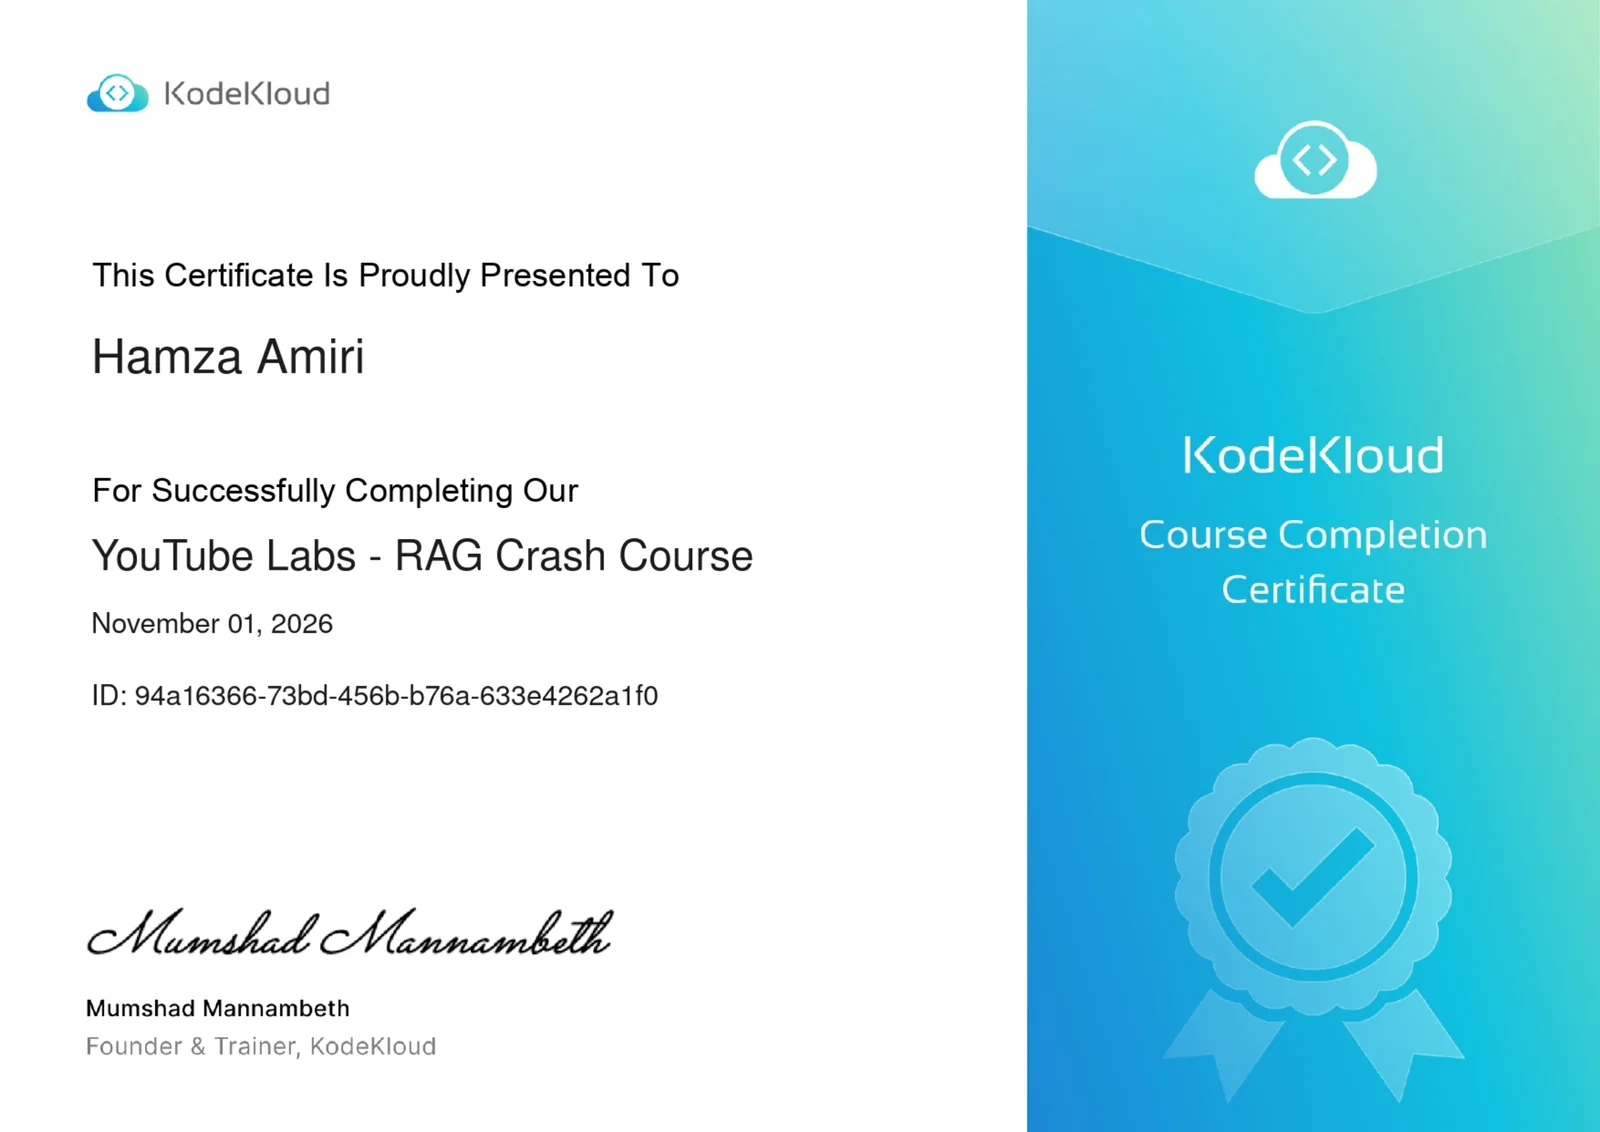 KodeKloud
This Certificate Is Proudly Presented To
Hamza Amiri
For Successfully Completing Our
YouTube Labs - RAG Crash Course
November 01, 2026
ID: 94a16366-73bd-456b-b76a-633e4262a1f0
Mumshad Mannambeth
Mumshad Mannambeth
Founder & Trainer, KodeKloud
KodeKloud
Course Completion
Certificate